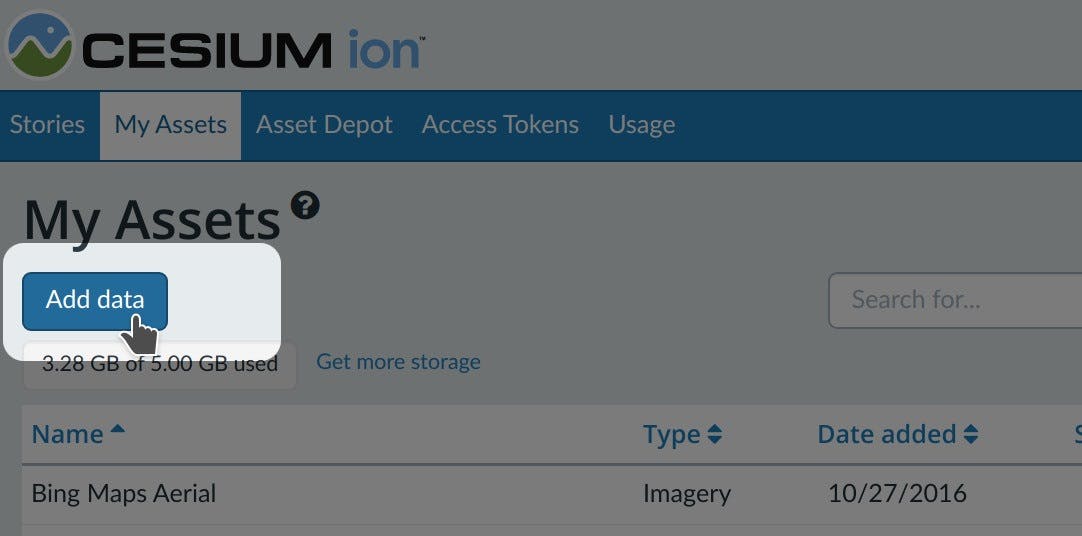 CESIUM ion™
Stories My Assets Asset Depot Access Tokens Usage
My Assets ?
Add data
Search for...
3.28 GB of 5.00 GB used Get more storage
Name Type Date added S
Bing Maps Aerial Imagery 10/27/2016